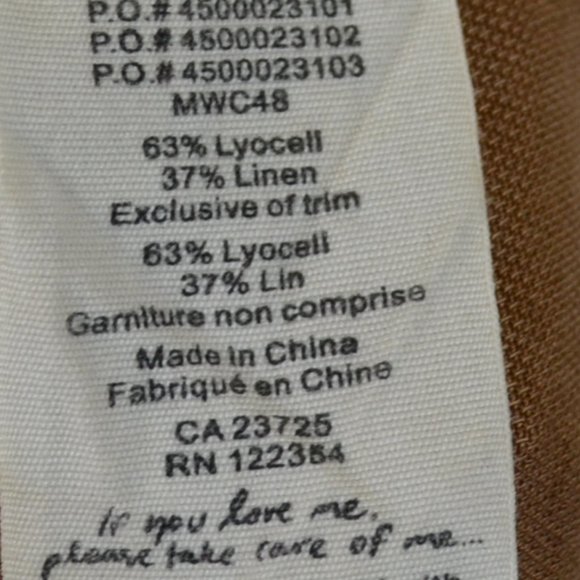 P.O.# 4500023101
P.O.# 4500023102
P.O.# 4500023103
MWC48
63% Lyocell
37% Linen
Exclusive of trim
63% Lyocell
37% Lin
Garniture non comprise
Made in China
Fabriqué en Chine
CA 23725
RN 122354
If you love me,
please take care of me...